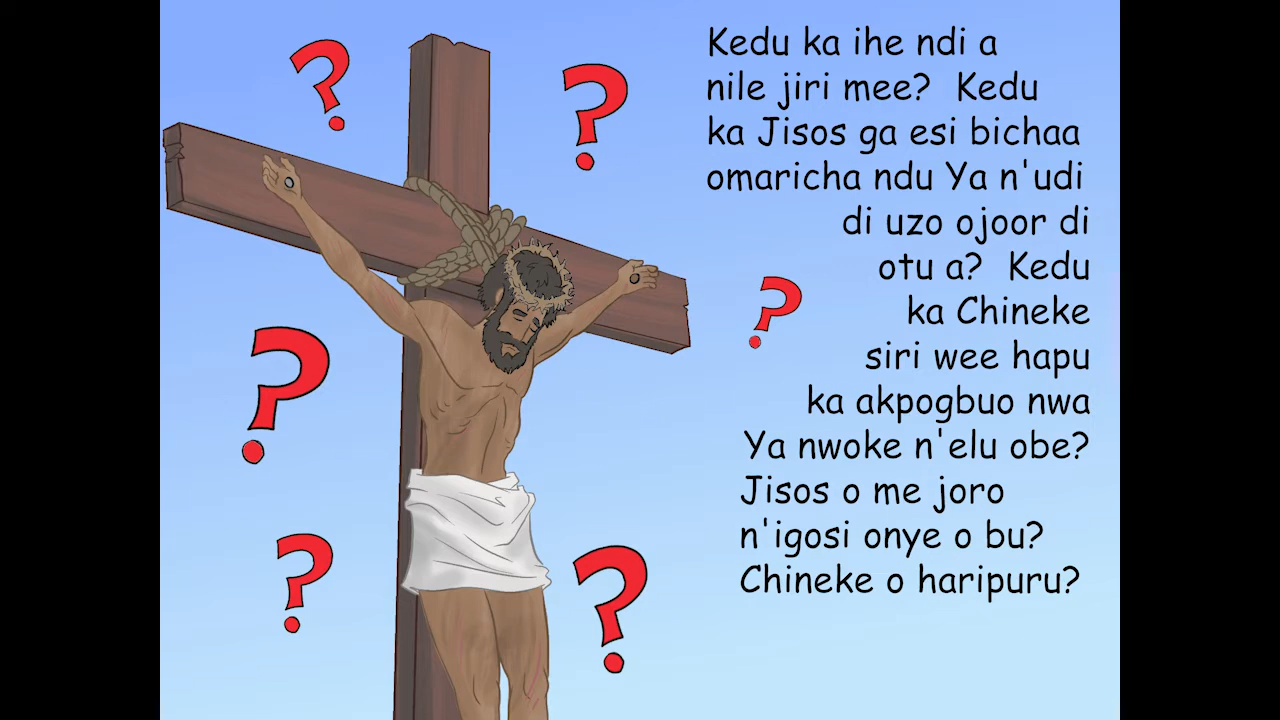 Kedu ka ihe ndi a
nile jiri mee? Kedu
ka Jisos ga esi bichaa
omaricha ndu Ya n'udi
di uzo ojoor di
otu a? Kedu
ka Chineke
siri wee hapu
ka akpogbuo nwa
Ya nwoke n'elu obe?
Jisos o me joro
n'igosi onye o bu?
Chineke o haripuru?